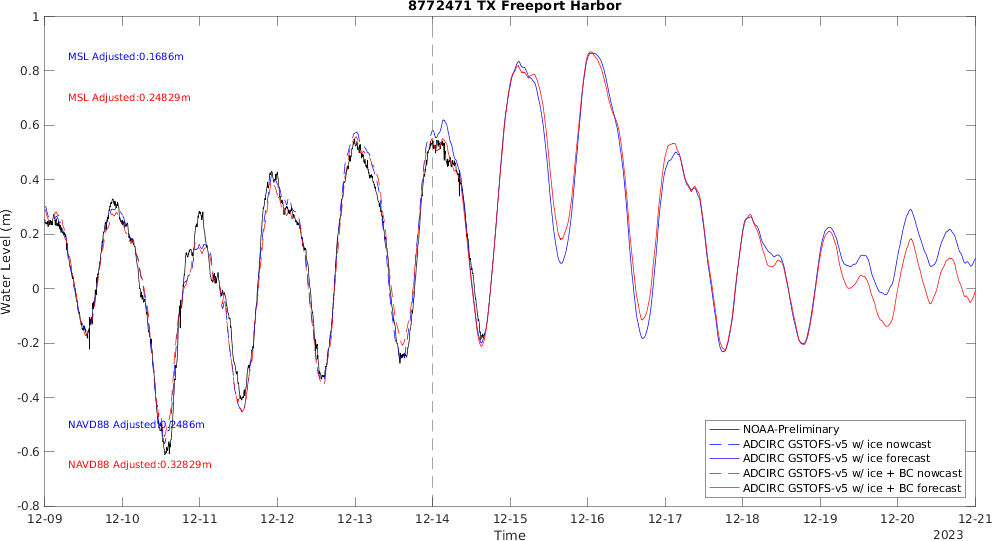 8772471 TX Freeport Harbor
1
0.8
0.6
0.4
0.2
0
-0.2
-0.4
-0.6
-0.8
Water Level (m)
MSL Adjusted:0.1686m
MSL Adjusted:0.24829m
NAVD88 Adjusted:0.2486m
NAVD88 Adjusted:0.32829m
NOAA-Preliminary
ADCIRC GSTOFS-v5 w/ ice nowcast
ADCIRC GSTOFS-v5 w/ ice forecast
ADCIRC GSTOFS-v5 w/ ice + BC nowcast
ADCIRC GSTOFS-v5 w/ ice + BC forecast
12-09 12-10 12-11 12-12 12-13 12-14 12-15 12-16 12-17 12-18 12-19 12-20 12-21
Time
2023